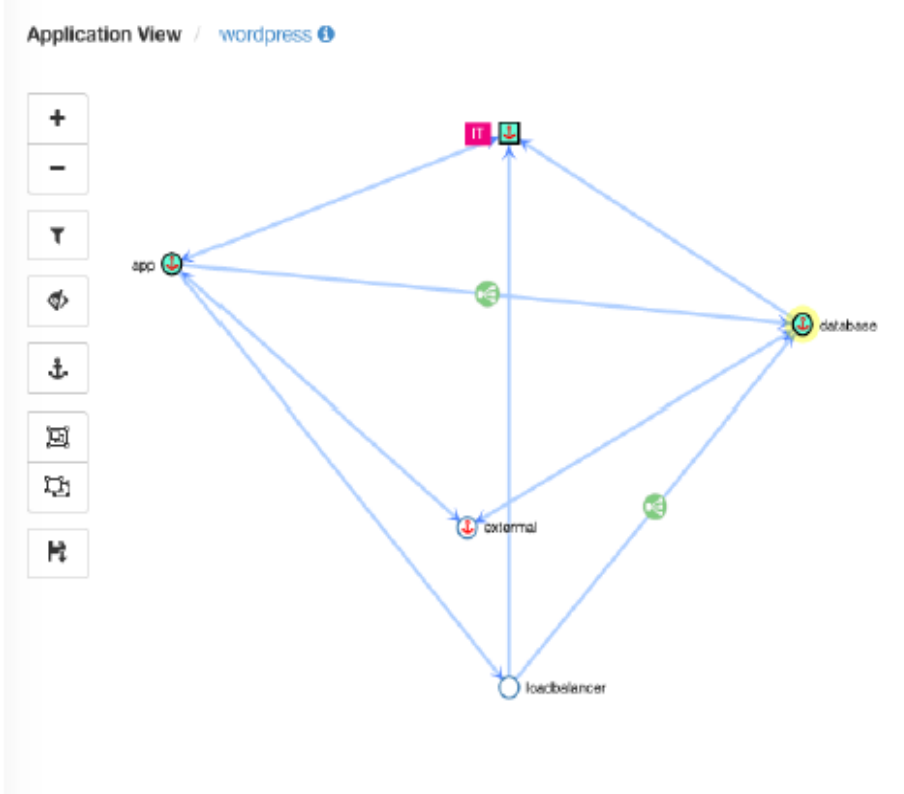 Application View / wordpress
IT
app
database
external
loadbalancer